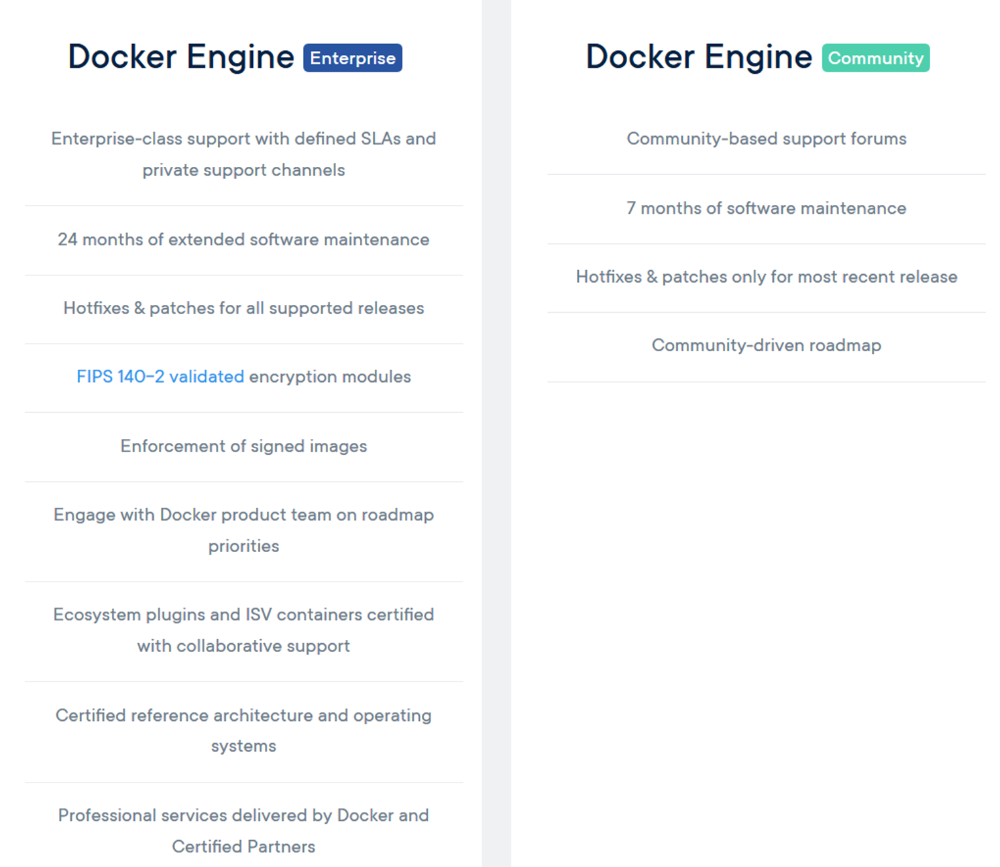 Docker Engine Enterprise
Enterprise-class support with defined SLAs and
private support channels
24 months of extended software maintenance
Hotfixes & patches for all supported releases
FIPS 140-2 validated encryption modules
Enforcement of signed images
Engage with Docker product team on roadmap
priorities
Ecosystem plugins and ISV containers certified
with collaborative support
Certified reference architecture and operating
systems
Professional services delivered by Docker and
Certified Partners
Docker Engine Community
Community-based support forums
7 months of software maintenance
Hotfixes & patches only for most recent release
Community-driven roadmap